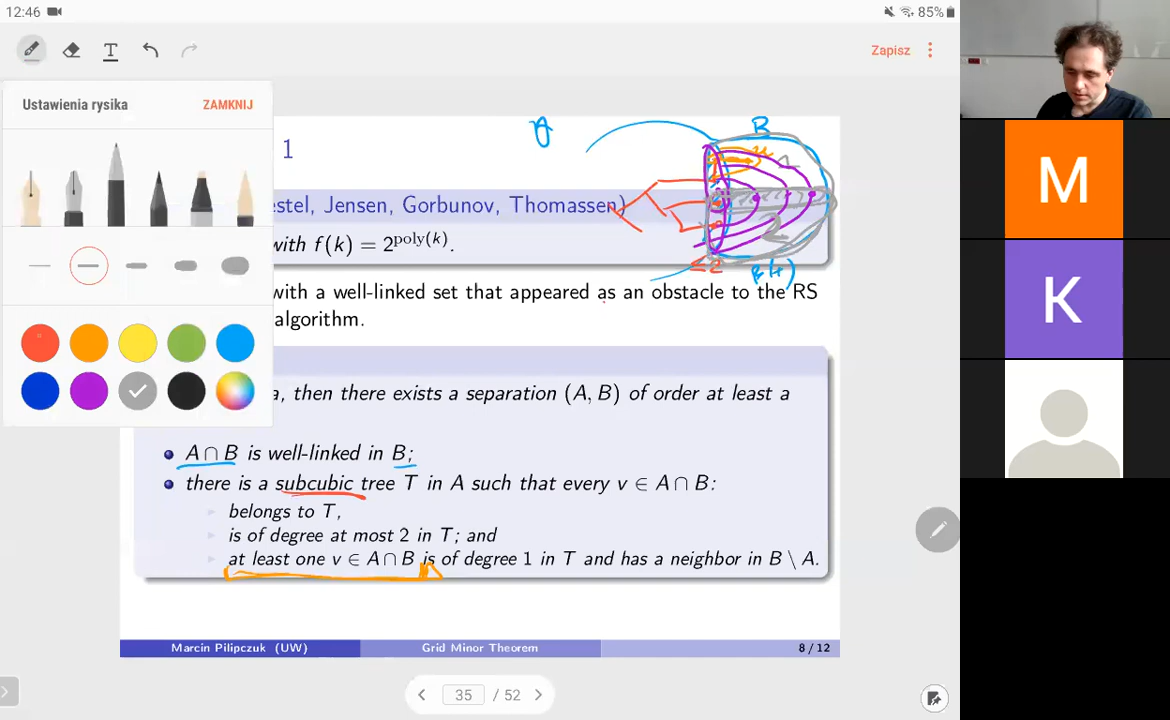 12:46
85%
T
Zapisz
Ustawienia rysika
ZAMKNIJ
1
B
estel, Jensen, Gorbunov, Thomassen)
with f(k) = 2^poly(k).
≤2
with a well-linked set that appeared as an obstacle to the RS
algorithm.
a, then there exists a separation (A, B) of order at least a
A ∩ B is well-linked in B;
there is a subcubic tree T in A such that every v ∈ A ∩ B:
belongs to T,
is of degree at most 2 in T; and
at least one v ∈ A ∩ B is of degree 1 in T and has a neighbor in B \ A.
Marcin Pilipczuk (UW)
Grid Minor Theorem
8 / 12
35 / 52
M
K